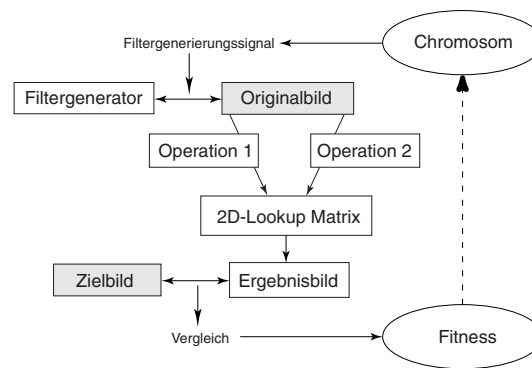 Filtergenerierungssignal
Chromosom
Filtergenerator
Originalbild
Operation 1
Operation 2
2D-Lookup Matrix
Zielbild
Ergebnisbild
Vergleich
Fitness